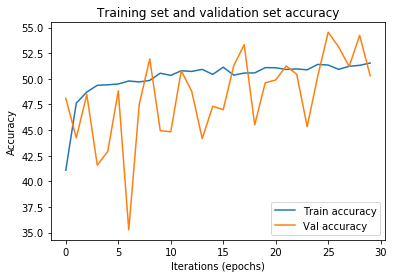 Training set and validation set accuracy
55.0
52.5
50.0
47.5
45.0
42.5
40.0
37.5
35.0
Accuracy
0 5 10 15 20 25 30
Iterations (epochs)
Train accuracy
Val accuracy